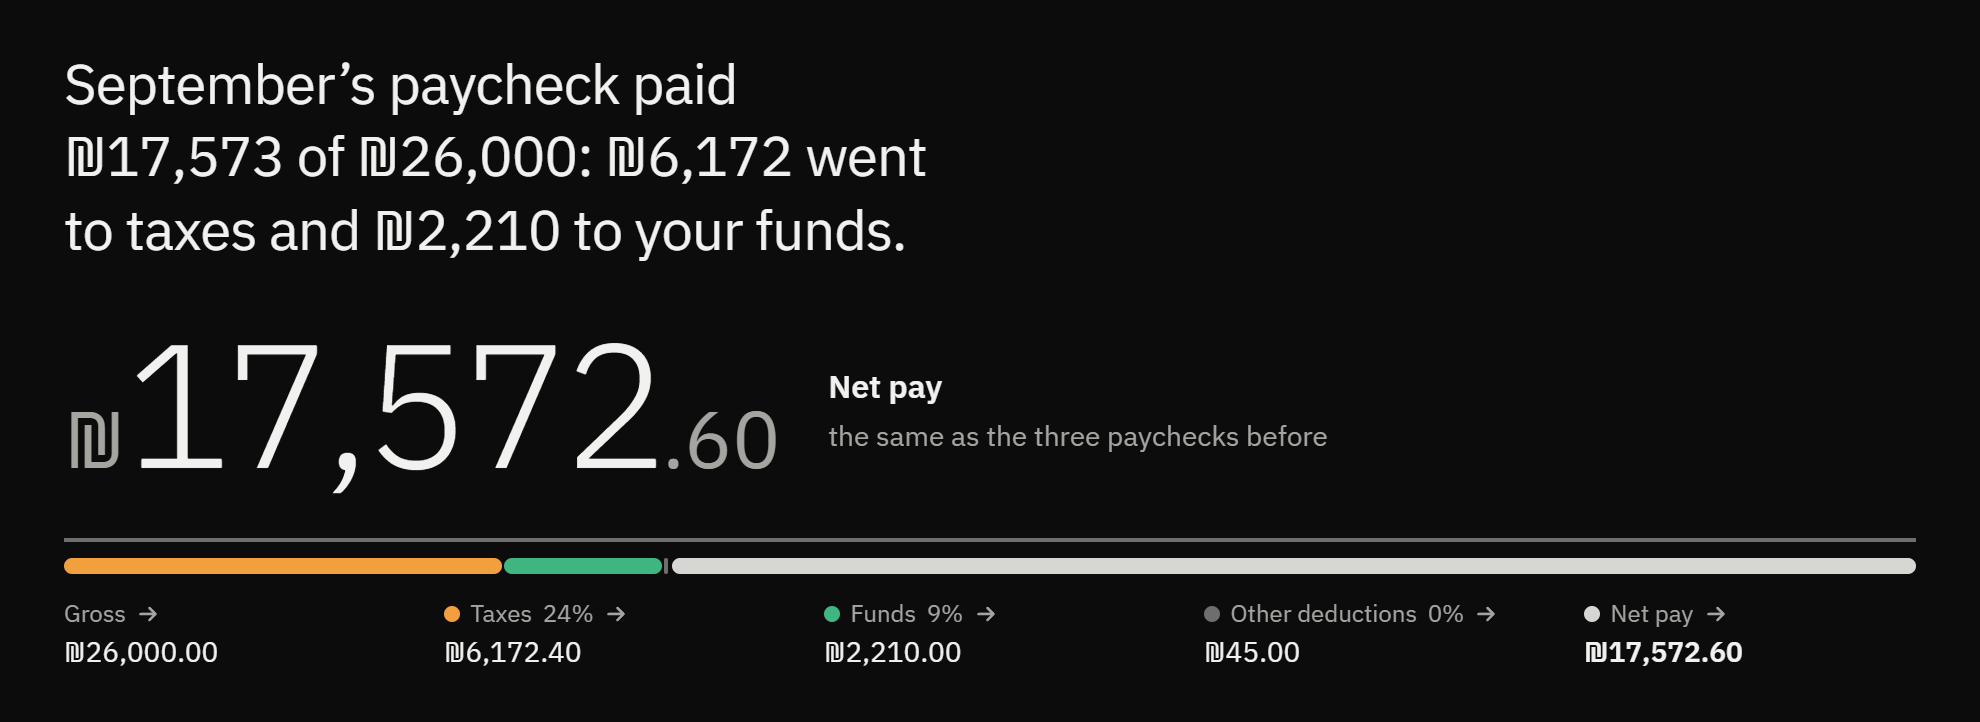 September’s paycheck paid
₪17,573 of ₪26,000: ₪6,172 went
to taxes and ₪2,210 to your funds.
₪17,572.60
Net pay
the same as the three paychecks before
Gross →
₪26,000.00
Taxes 24% →
₪6,172.40
Funds 9% →
₪2,210.00
Other deductions 0% →
₪45.00
Net pay →
₪17,572.60